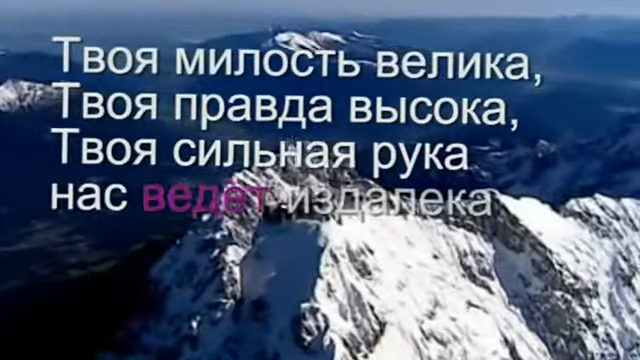 Твоя милость велика,
Твоя правда высока,
Твоя сильная рука
нас ведёт издалека